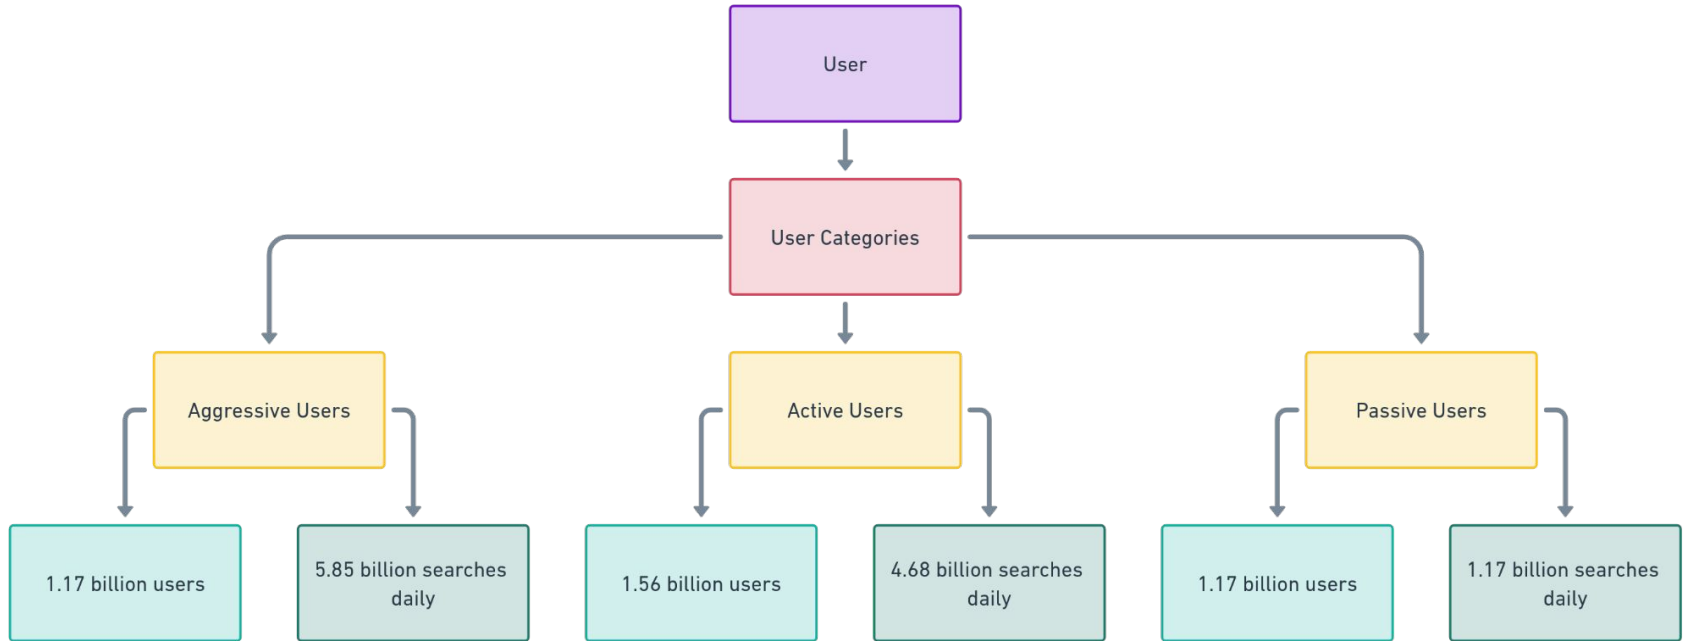 User
User Categories
Aggressive Users
Active Users
Passive Users
1.17 billion users
5.85 billion searches
daily
1.56 billion users
4.68 billion searches
daily
1.17 billion users
1.17 billion searches
daily